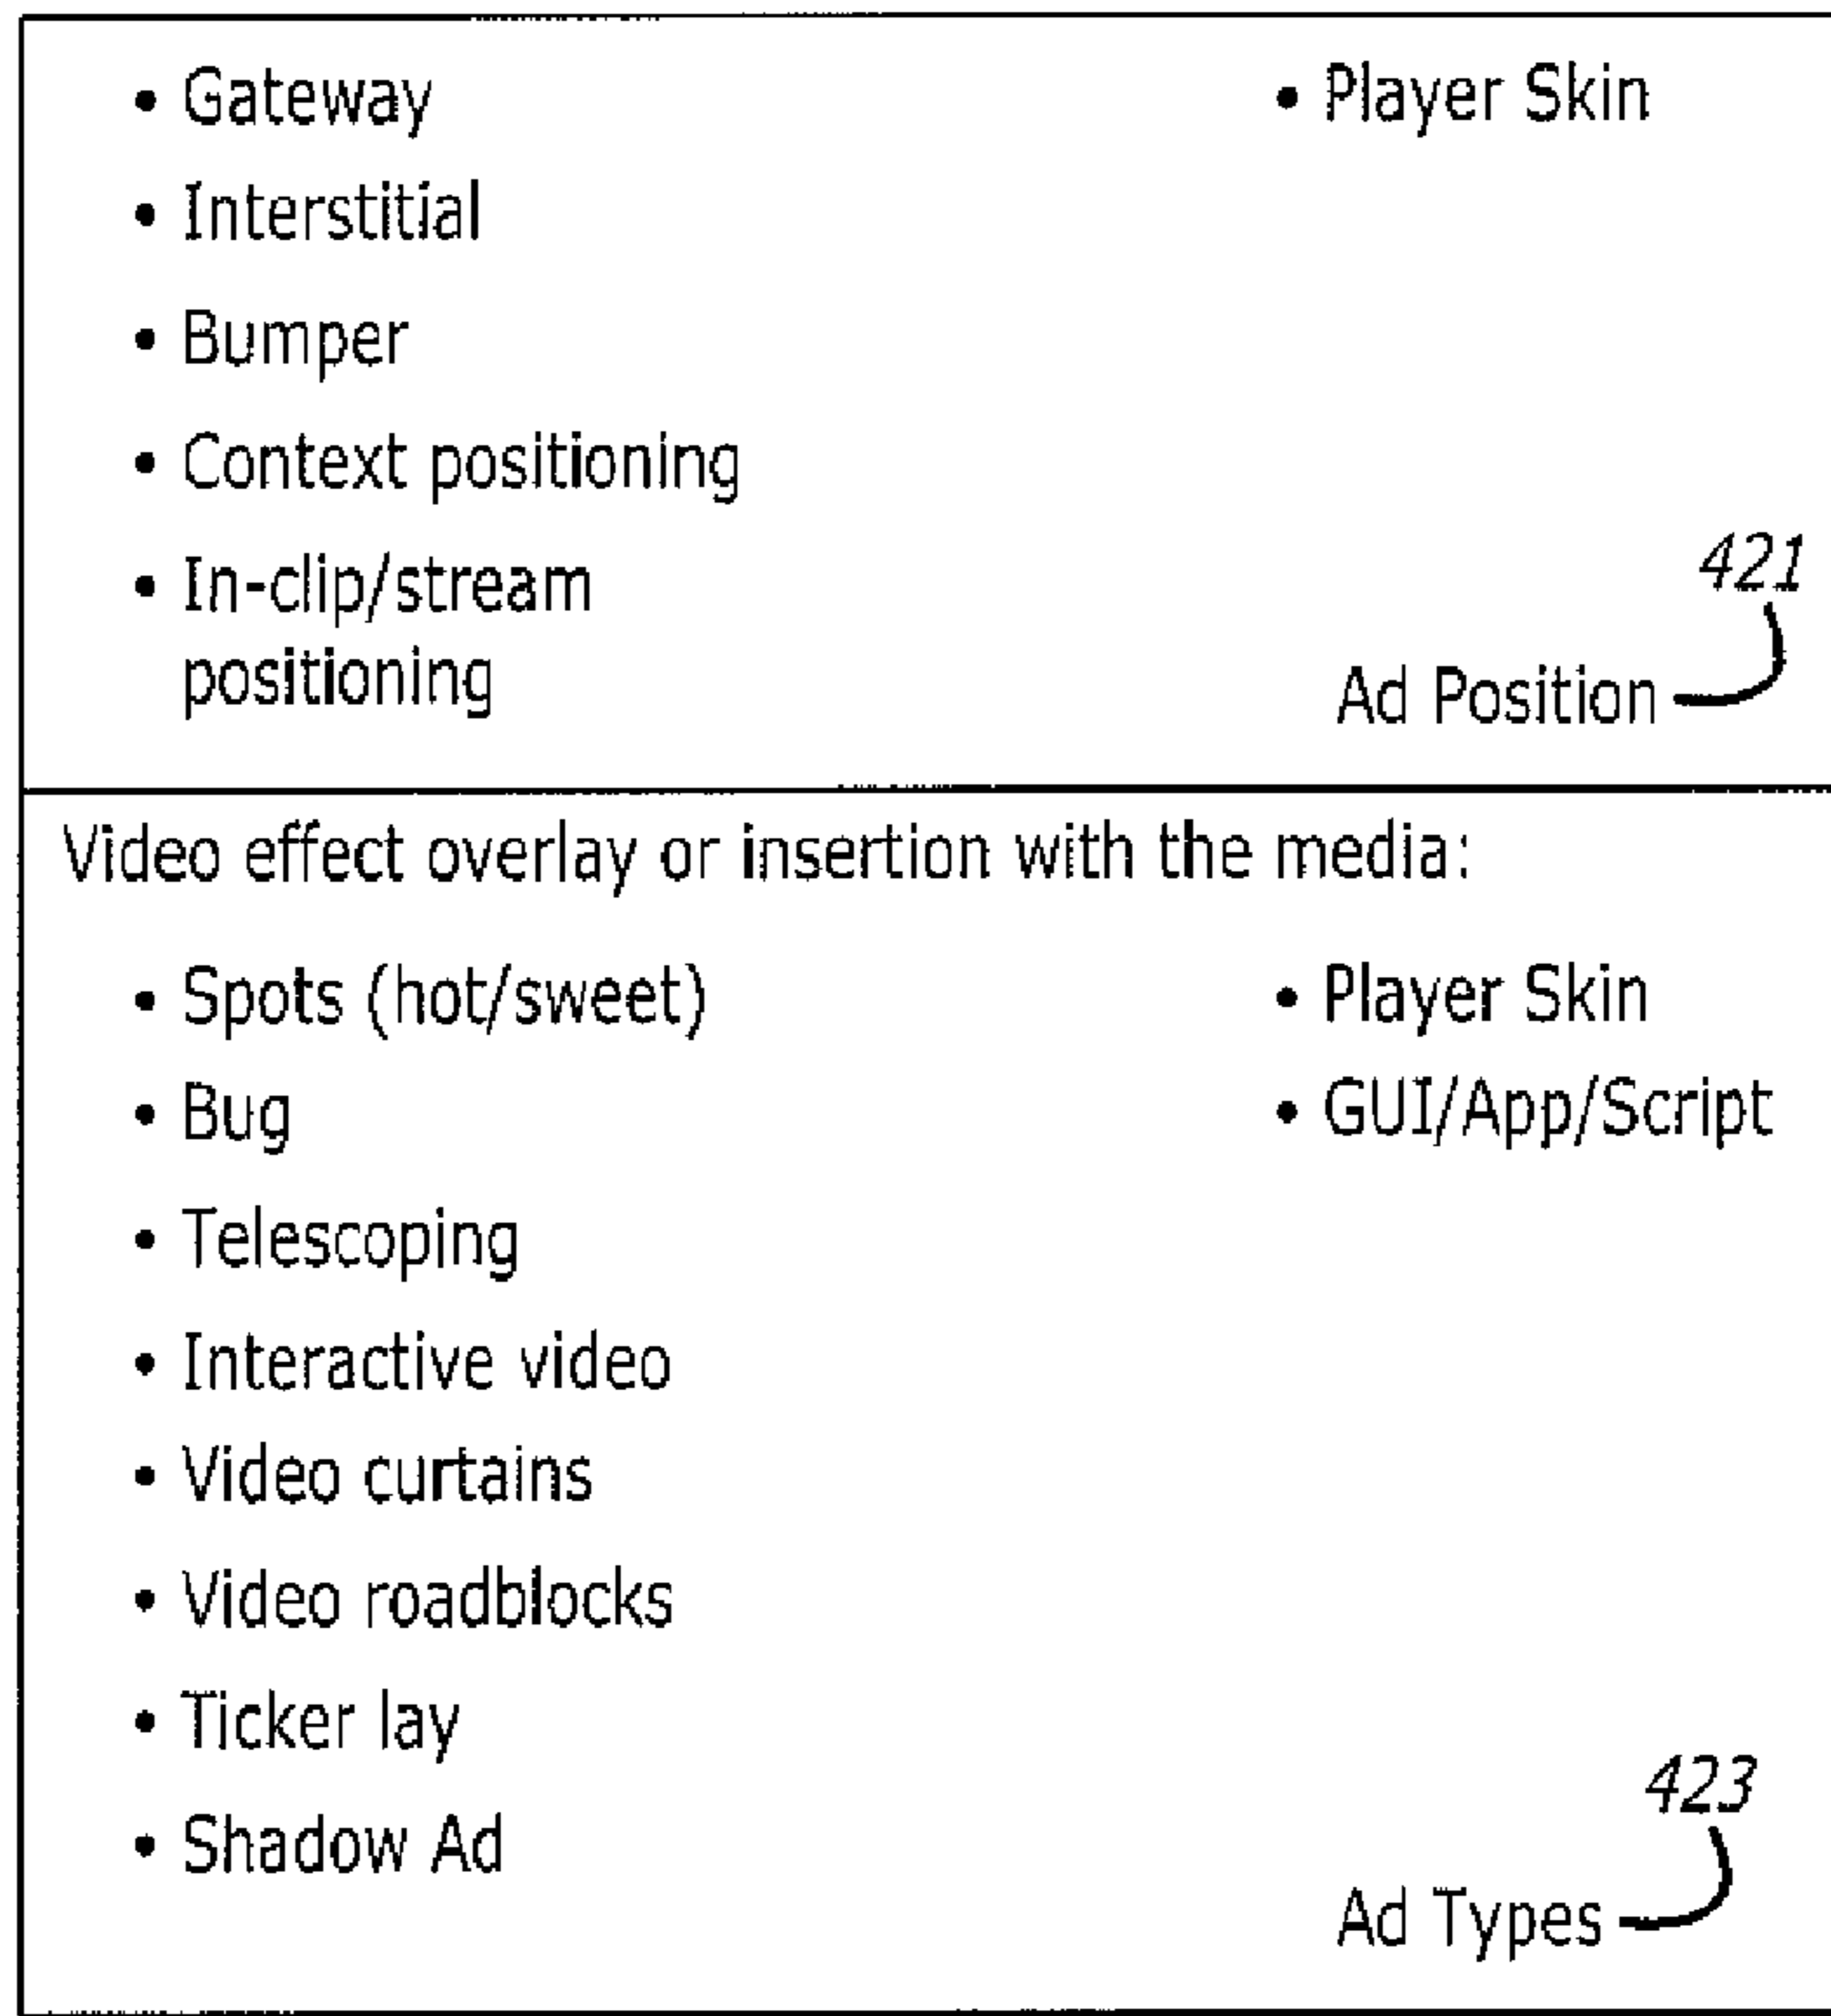 • Gateway
• Interstitial
• Bumper
• Context positioning
• In-clip/stream
positioning
• Player Skin
421
Ad Position
Video effect overlay or insertion with the media:
• Spots (hot/sweet)
• Bug
• Telescoping
• Interactive video
• Video curtains
• Video roadblocks
• Ticker lay
• Shadow Ad
• Player Skin
• GUI/App/Script
423
Ad Types